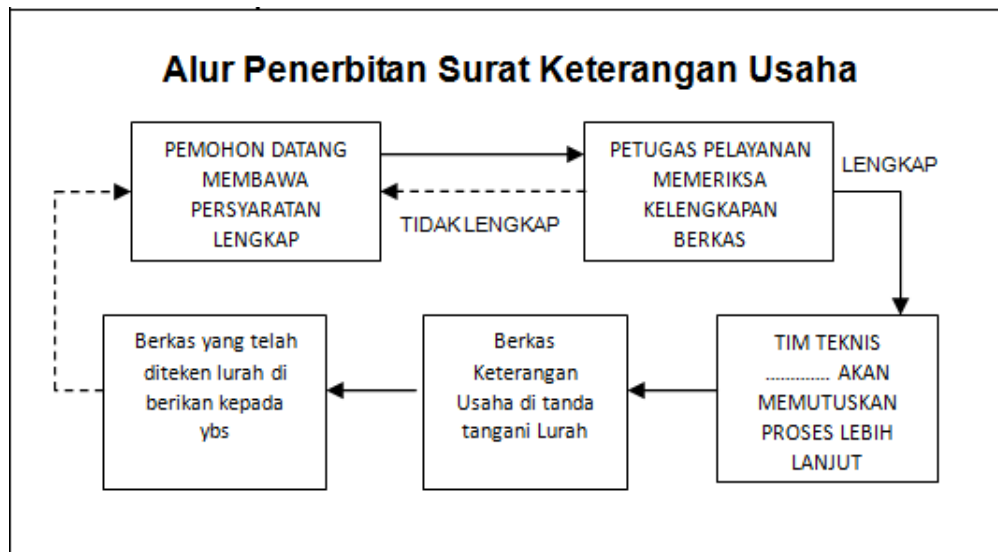 Alur Penerbitan Surat Keterangan Usaha
PEMOHON DATANG
MEMBAWA
PERSYARATAN
LENGKAP
TIDAK LENGKAP
PETUGAS PELAYANAN
MEMERIKSA
KELENGKAPAN
BERKAS
LENGKAP
TIM TEKNIS
.............. AKAN
MEMUTUSKAN
PROSES LEBIH
LANJUT
Berkas
Keterangan
Usaha di tanda
tangani Lurah
Berkas yang telah
diteken lurah di
berikan kepada
ybs